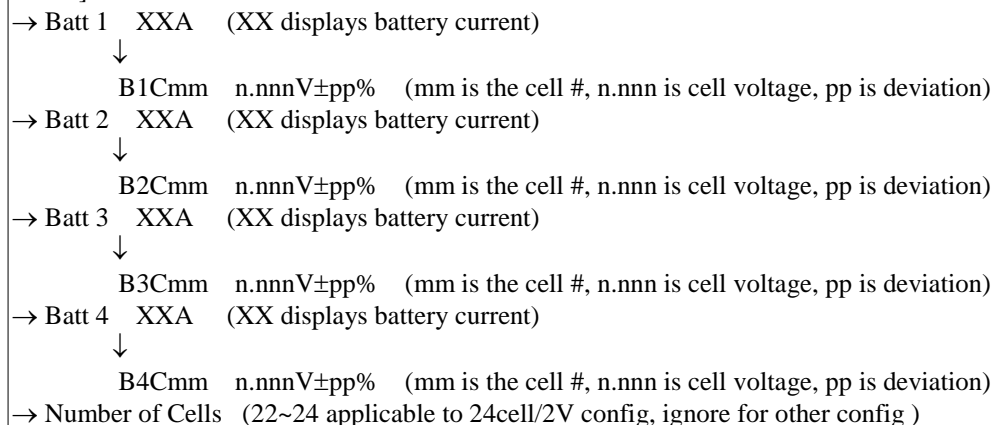 → Batt 1 XXA (XX displays battery current)
↓
B1Cmm n.nnnV±pp% (mm is the cell #, n.nnn is cell voltage, pp is deviation)
→ Batt 2 XXA (XX displays battery current)
↓
B2Cmm n.nnnV±pp% (mm is the cell #, n.nnn is cell voltage, pp is deviation)
→ Batt 3 XXA (XX displays battery current)
↓
B3Cmm n.nnnV±pp% (mm is the cell #, n.nnn is cell voltage, pp is deviation)
→ Batt 4 XXA (XX displays battery current)
↓
B4Cmm n.nnnV±pp% (mm is the cell #, n.nnn is cell voltage, pp is deviation)
→ Number of Cells (22~24 applicable to 24cell/2V config, ignore for other config )